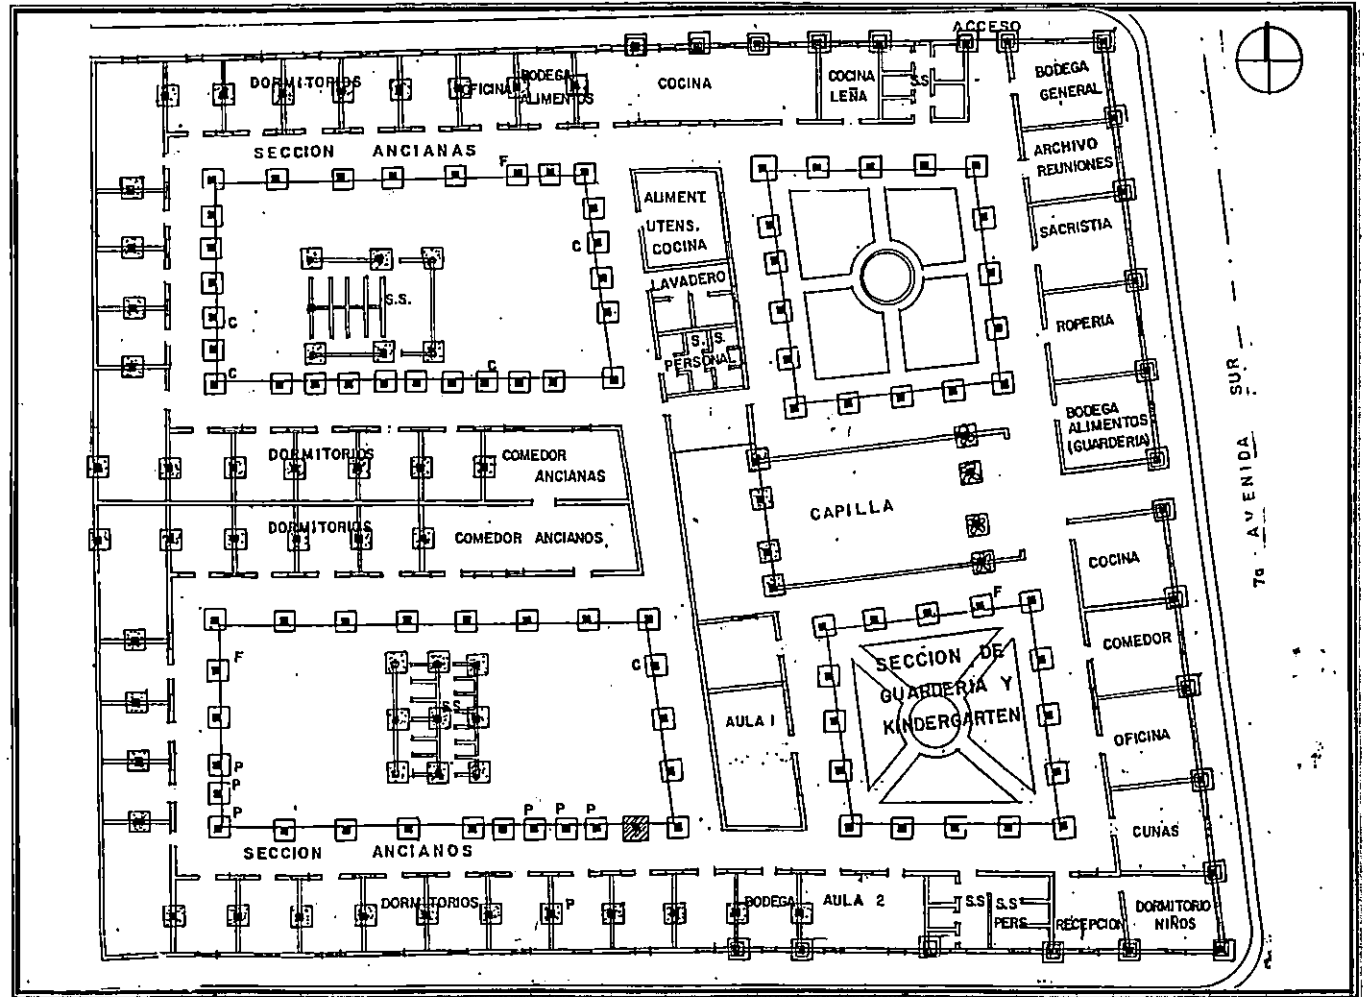 ACCESO
DORMITORIOS
OFICINA
BODEGA
ALIMENTOS
COCINA
COCINA
LEÑA
S.S
BODEGA
GENERAL
SECCION ANCIANAS
F
ARCHIVO
REUNIONES
ALIMENT.
UTENS.
COCINA
SACRISTIA
C
LAVADERO
S.S.
C
ROPERIA
S. S.
PERSONAL
C
C
BODEGA
ALIMENTOS
(GUARDERIA)
7a AVENIDA SUR
DORMITORIOS
COMEDOR
ANCIANAS
CAPILLA
DORMITORIOS
COMEDOR ANCIANOS
COCINA
F
COMEDOR
F
C
SECCION DE
GUARDERIA Y
KINDERGARTEN
S.S.
AULA 1
OFICINA
P
P
P
P
P
P
CUNAS
SECCION ANCIANOS
DORMITORIOS
P
BODEGA
AULA 2
S.S
S.S
PERS
RECEPCION
DORMITORIO
NIÑOS